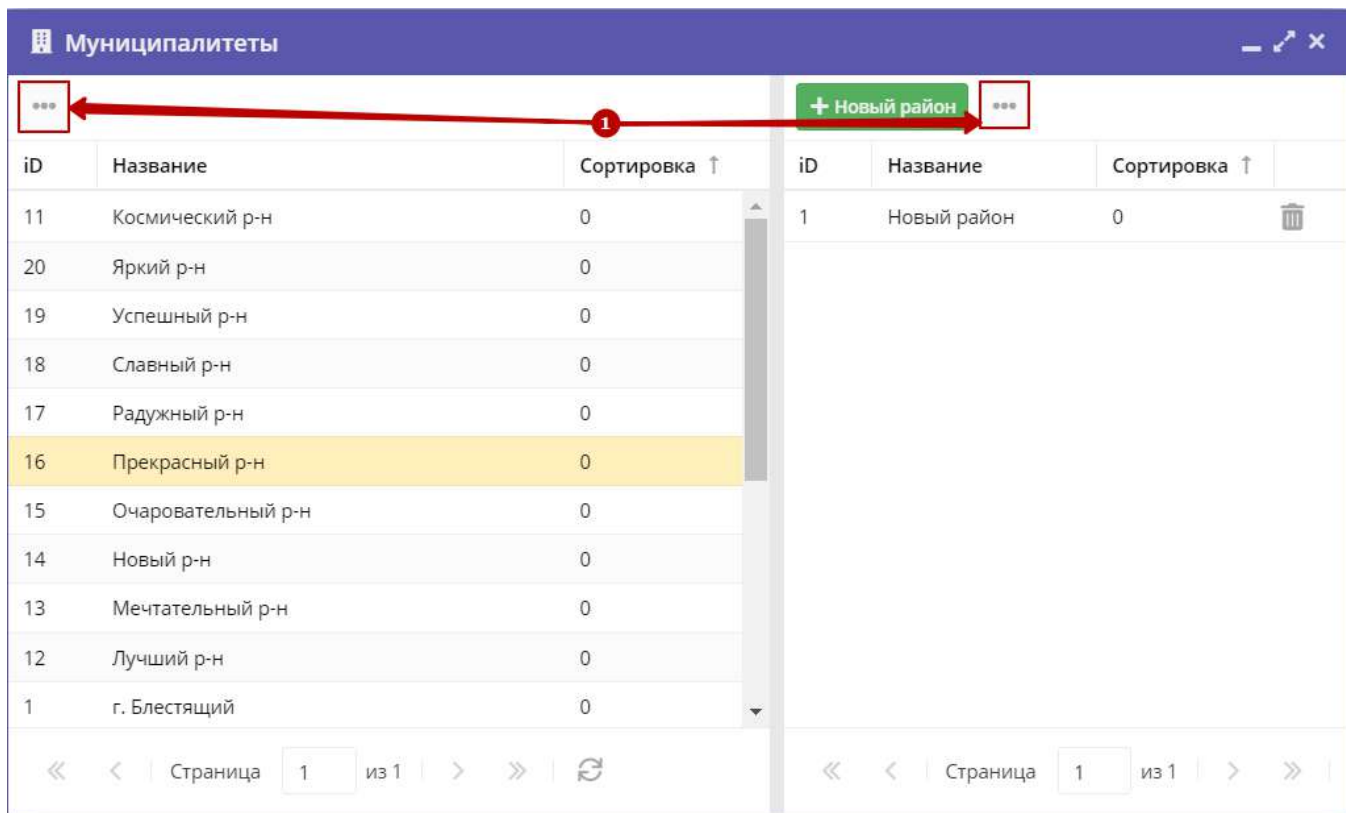 Муниципалитеты
+ Новый район
1
iD Название Сортировка ↑ iD Название Сортировка ↑
11 Космический р-н 0 1 Новый район 0
20 Яркий р-н 0
19 Успешный р-н 0
18 Славный р-н 0
17 Радужный р-н 0
16 Прекрасный р-н 0
15 Очаровательный р-н 0
14 Новый р-н 0
13 Мечтательный р-н 0
12 Лучший р-н 0
1 г. Блестящий 0
Страница 1 из 1 Страница 1 из 1